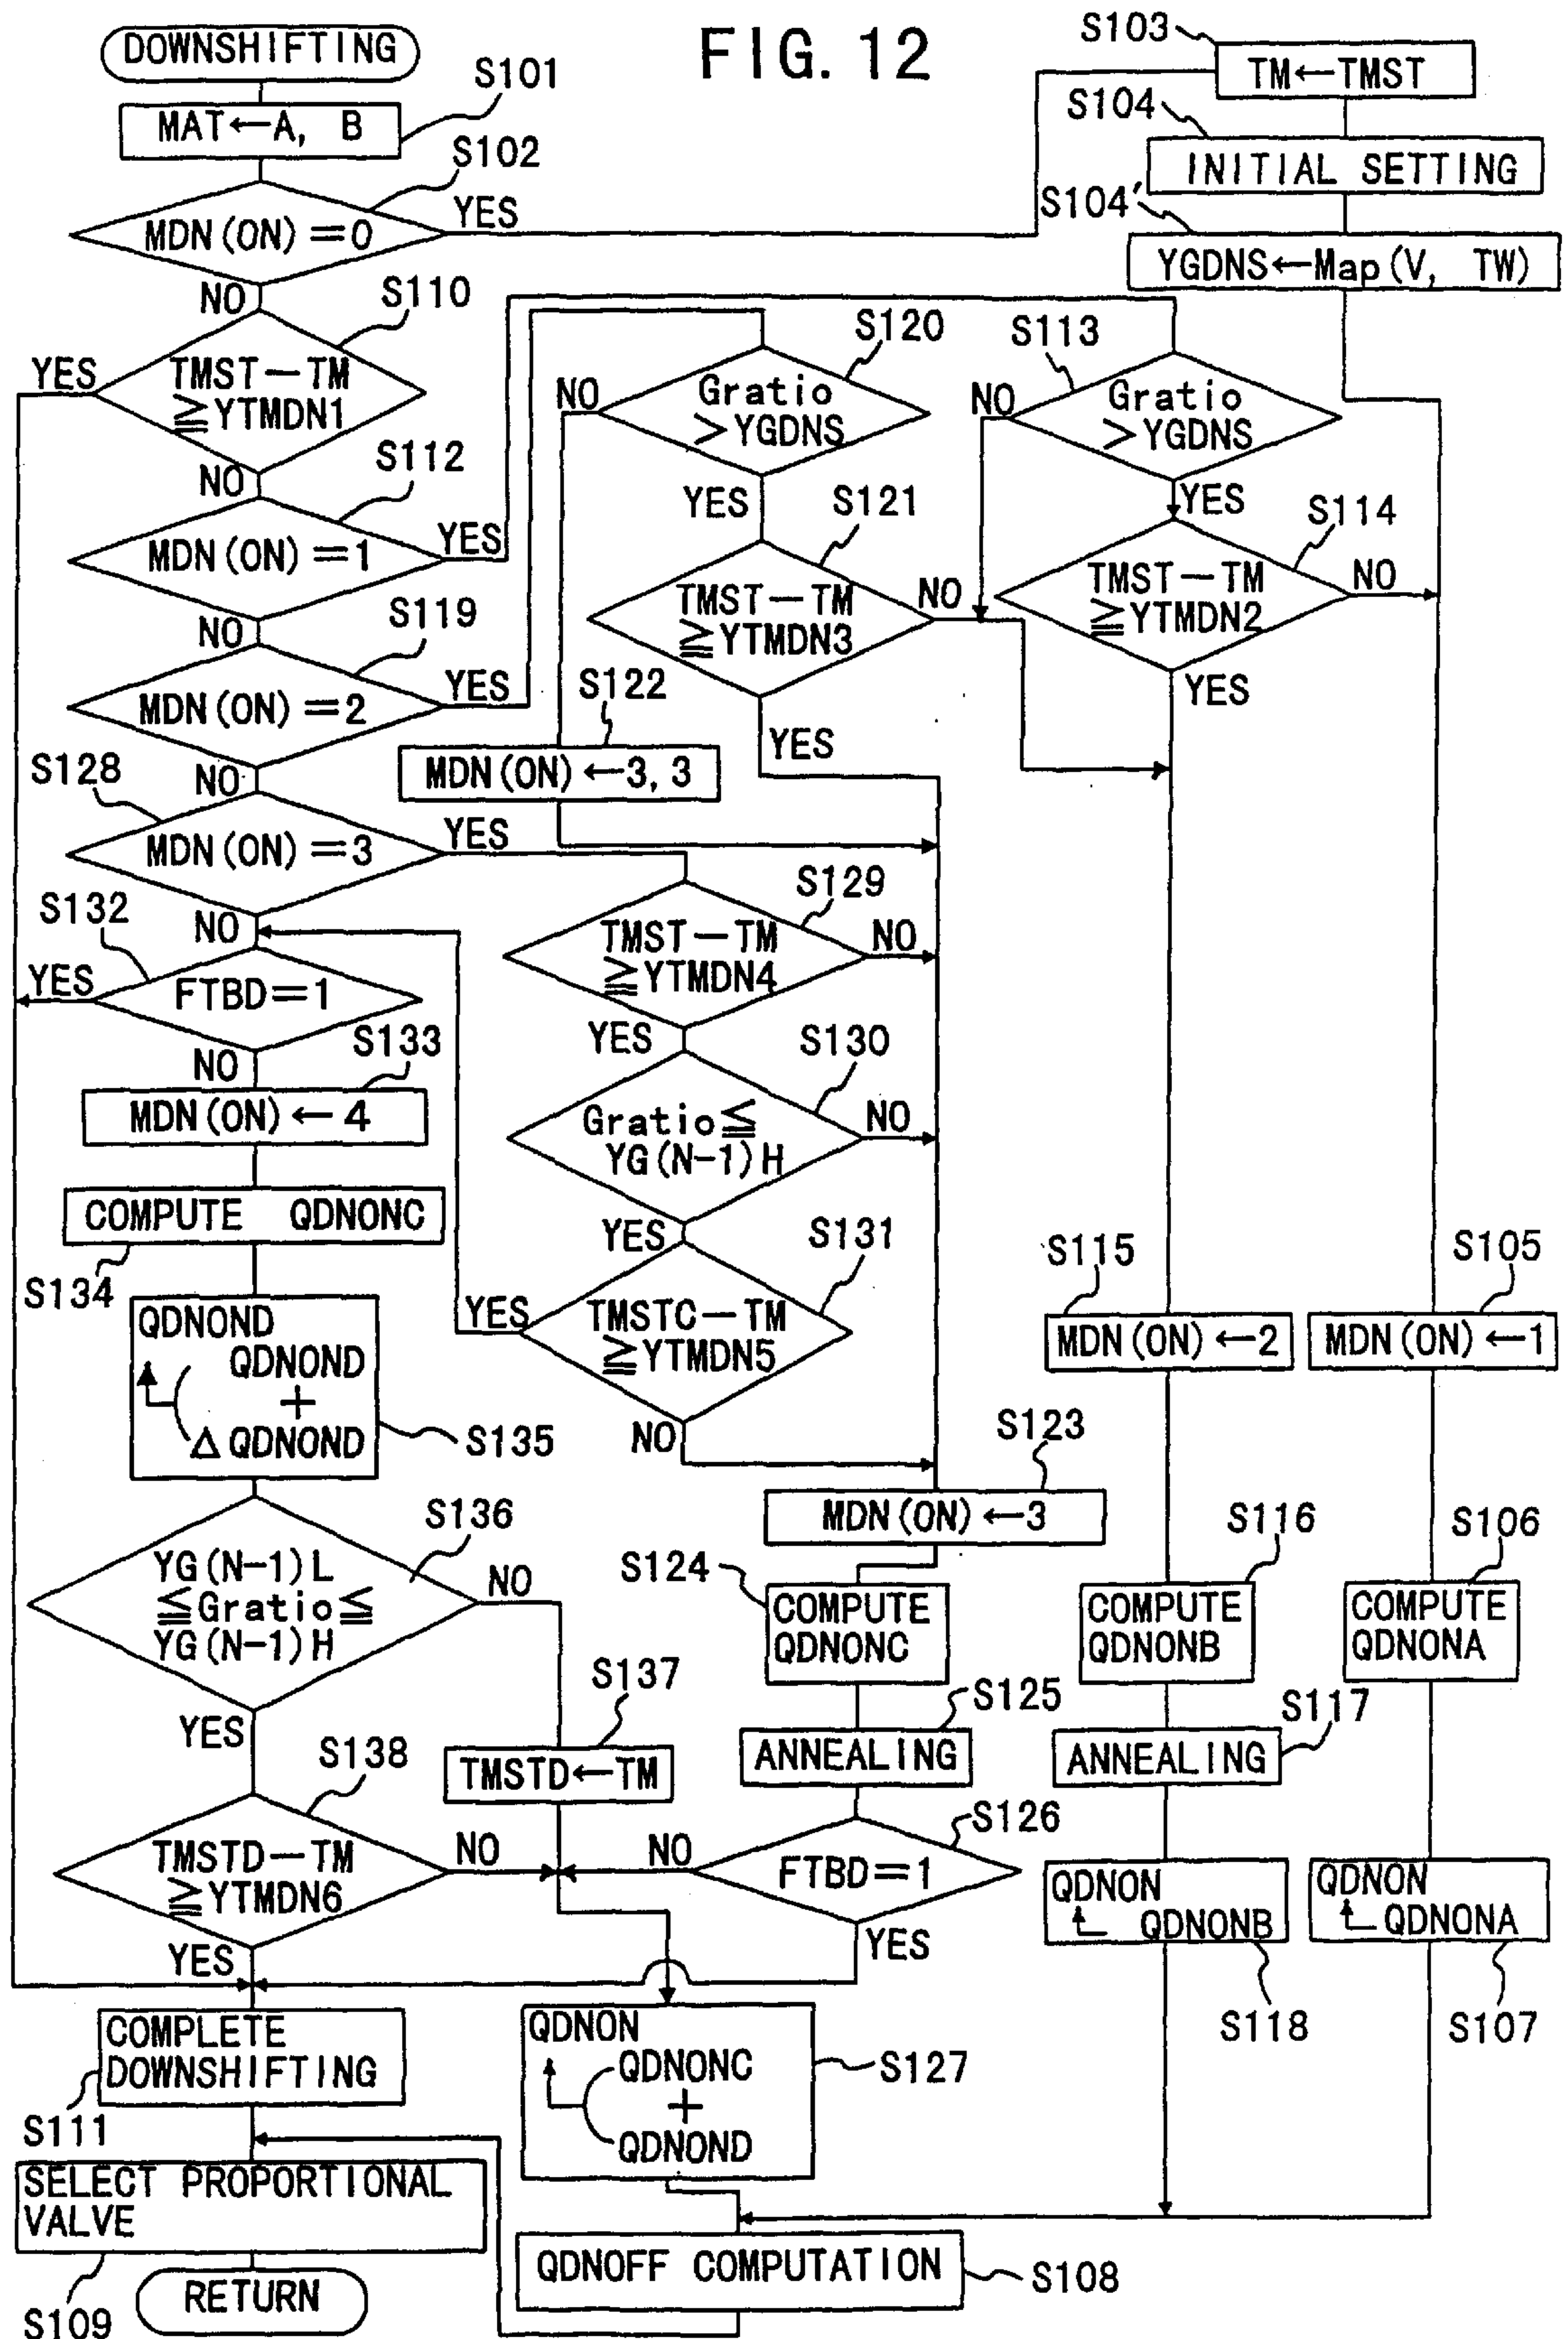 FIG. 12
DOWNSHIFTING
S101
MAT←A, B
S102
MDN(ON)=0
YES
NO
S103
TM←TMST
S104
INITIAL SETTING
S104′
YGDNS←Map(V, TW)
S110
YES
TMST-TM
≧YTMDN1
NO
S112
MDN(ON)=1
YES
NO
S119
MDN(ON)=2
YES
NO
S128
MDN(ON)=3
YES
NO
S120
NO
Gratio
>YGDNS
YES
S113
NO
Gratio
>YGDNS
YES
S121
TMST-TM
≧YTMDN3
NO
YES
S114
TMST-TM
≧YTMDN2
NO
YES
S122
MDN(ON)←3, 3
S129
TMST-TM
≧YTMDN4
NO
YES
S130
Gratio≦
YG(N-1)H
NO
YES
S131
YES
TMSTC-TM
≧YTMDN5
NO
S132
YES
FTBD=1
NO
S133
MDN(ON)←4
COMPUTE QDNONC
S134
QDNOND
QDNOND
+
ΔQDNOND
S135
S136
YG(N-1)L
≦Gratio≦
YG(N-1)H
NO
YES
S137
TMSTD←TM
S138
TMSTD-TM
≧YTMDN6
NO
YES
S123
MDN(ON)←3
S124
COMPUTE
QDNONC
S125
ANNEALING
S126
NO
FTBD=1
YES
S115
MDN(ON)←2
S116
COMPUTE
QDNONB
S117
ANNEALING
QDNON
QDNONB
S118
S105
MDN(ON)←1
S106
COMPUTE
QDNONA
QDNON
QDNONA
S107
COMPLETE
DOWNSHIFTING
S111
QDNON
QDNONC
+
QDNOND
S127
SELECT PROPORTIONAL
VALVE
S109
QDNOFF COMPUTATION
S108
RETURN